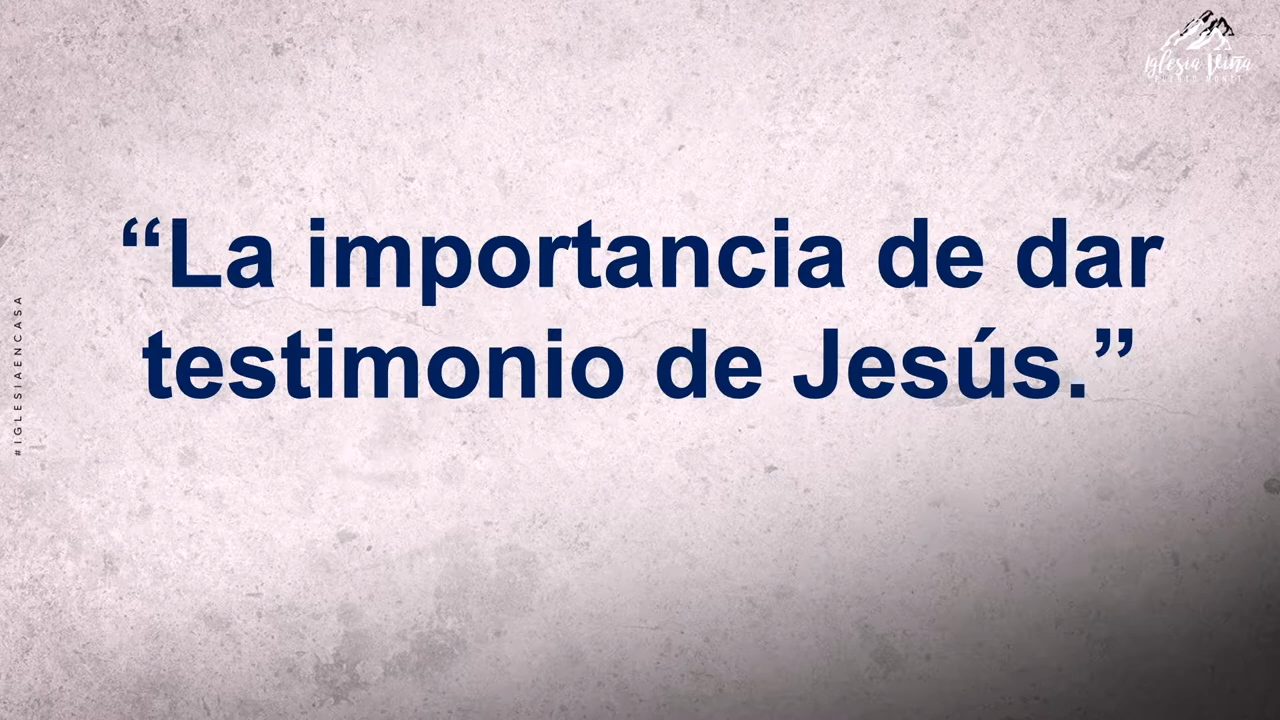 Iglesia Viña
“La importancia de dar
testimonio de Jesús.”
#IGLESIAENCASA